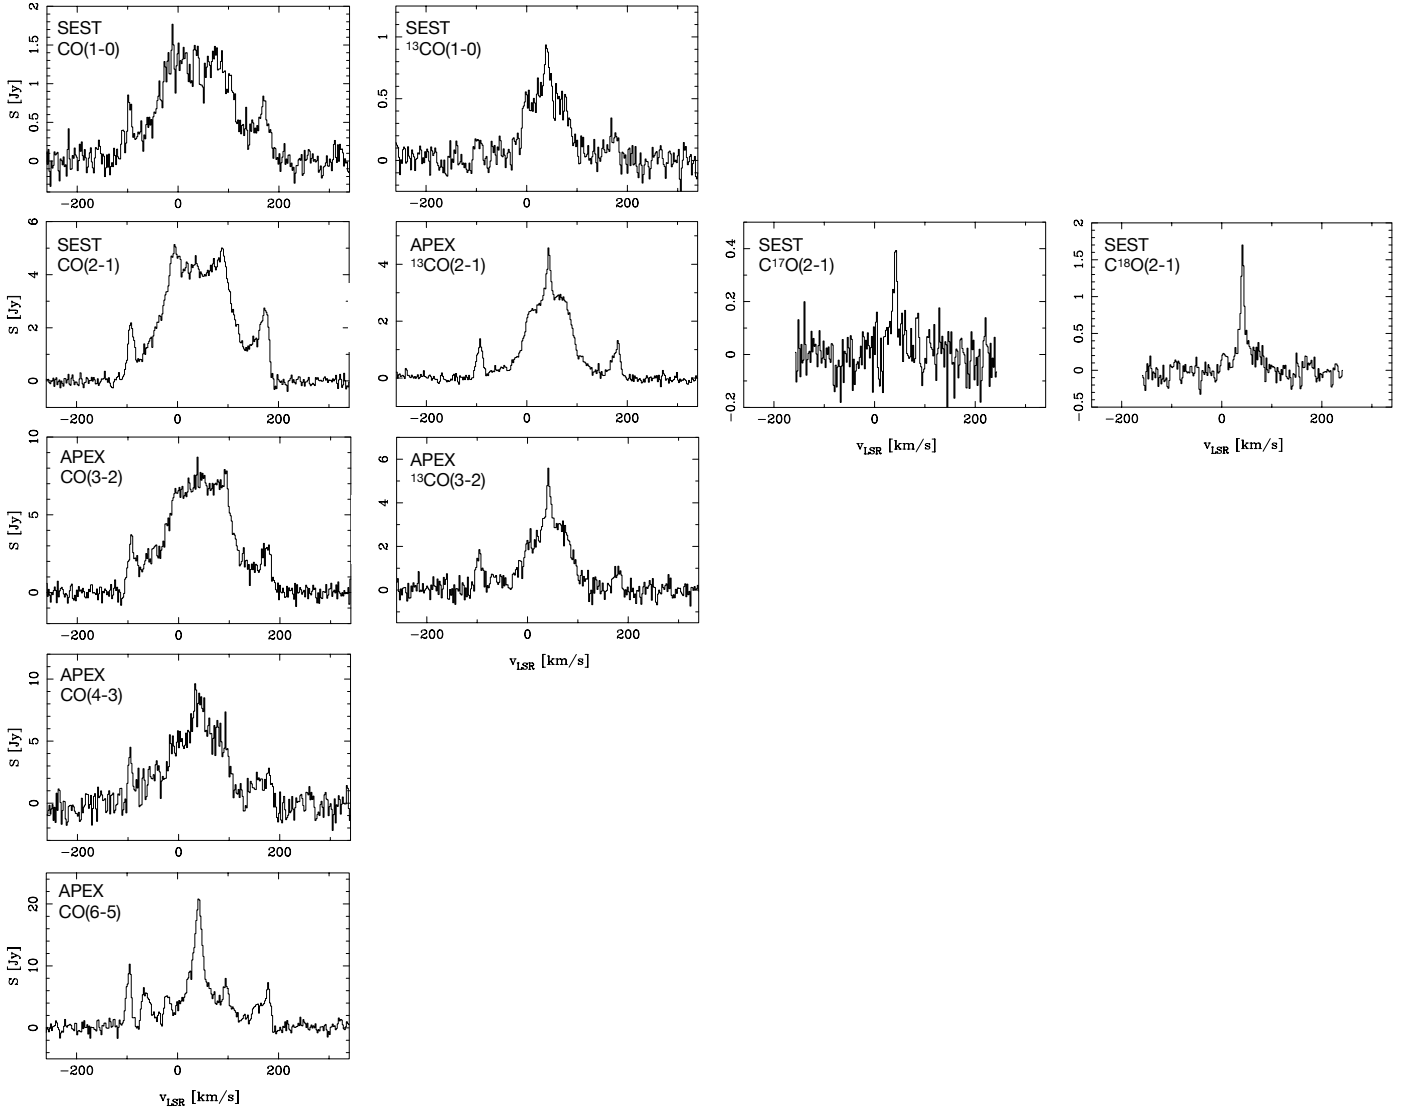 SEST
CO(1-0)
S [Jy]
2
1.5
1
0.5
0
−200
0
200
SEST
¹³CO(1-0)
1
0.5
0
−200
0
200
SEST
CO(2-1)
S [Jy]
6
4
2
0
−200
0
200
APEX
¹³CO(2-1)
4
2
0
−200
0
200
SEST
C¹⁷O(2-1)
0.4
0.2
0
−0.2
−200
0
200
v_LSR [km/s]
SEST
C¹⁸O(2-1)
2
1.5
1
0.5
0
−0.5
−200
0
200
v_LSR [km/s]
APEX
CO(3-2)
S [Jy]
10
5
0
−200
0
200
APEX
¹³CO(3-2)
6
4
2
0
−200
0
200
v_LSR [km/s]
APEX
CO(4-3)
S [Jy]
10
5
0
−200
0
200
APEX
CO(6-5)
S [Jy]
20
10
0
−200
0
200
v_LSR [km/s]